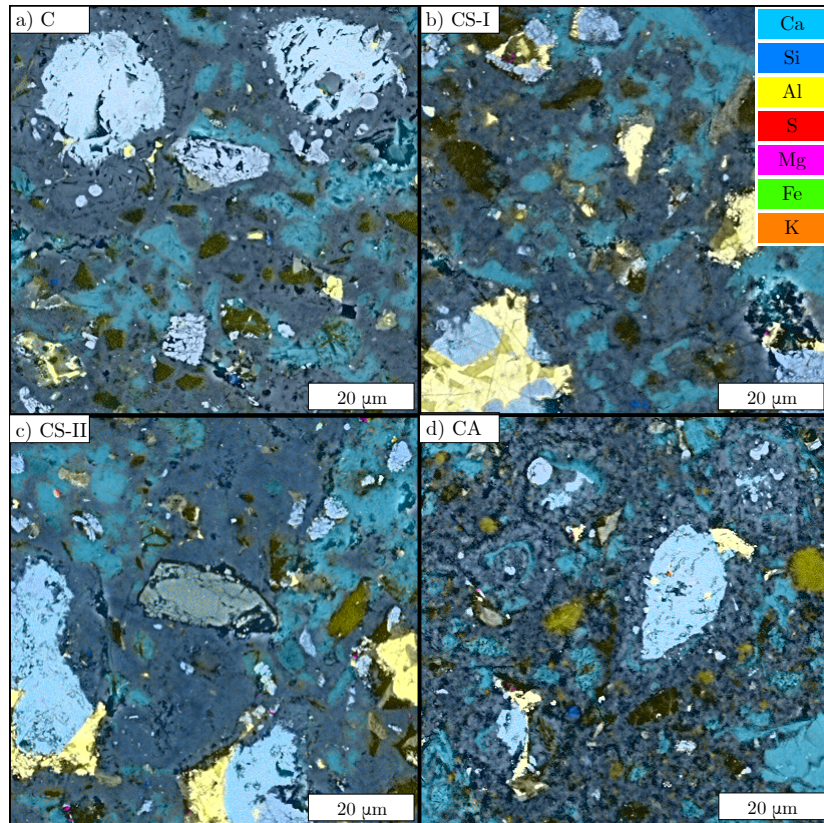 a) C
b) CS-I
Ca
Si
Al
S
Mg
Fe
K
20 µm
20 µm
c) CS-II
d) CA
20 µm
20 µm